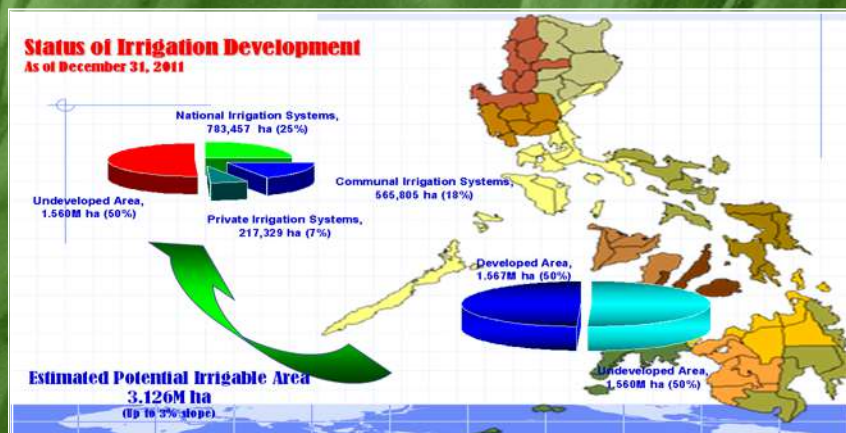 Status of Irrigation Development
As of December 31, 2011
National Irrigation Systems,
783,457 ha (25%)
Communal Irrigation Systems,
565,805 (18%)
Undeveloped Area,
1.560M ha (50%)
Private Irrigation Systems,
217,329 ha (7%)
Developed Area,
1.567M ha (50%)
Undeveloped Area,
1,560M ha (50%)
Estimated Potential Irrigable Area
3.126M ha
(Up to 3% slope)